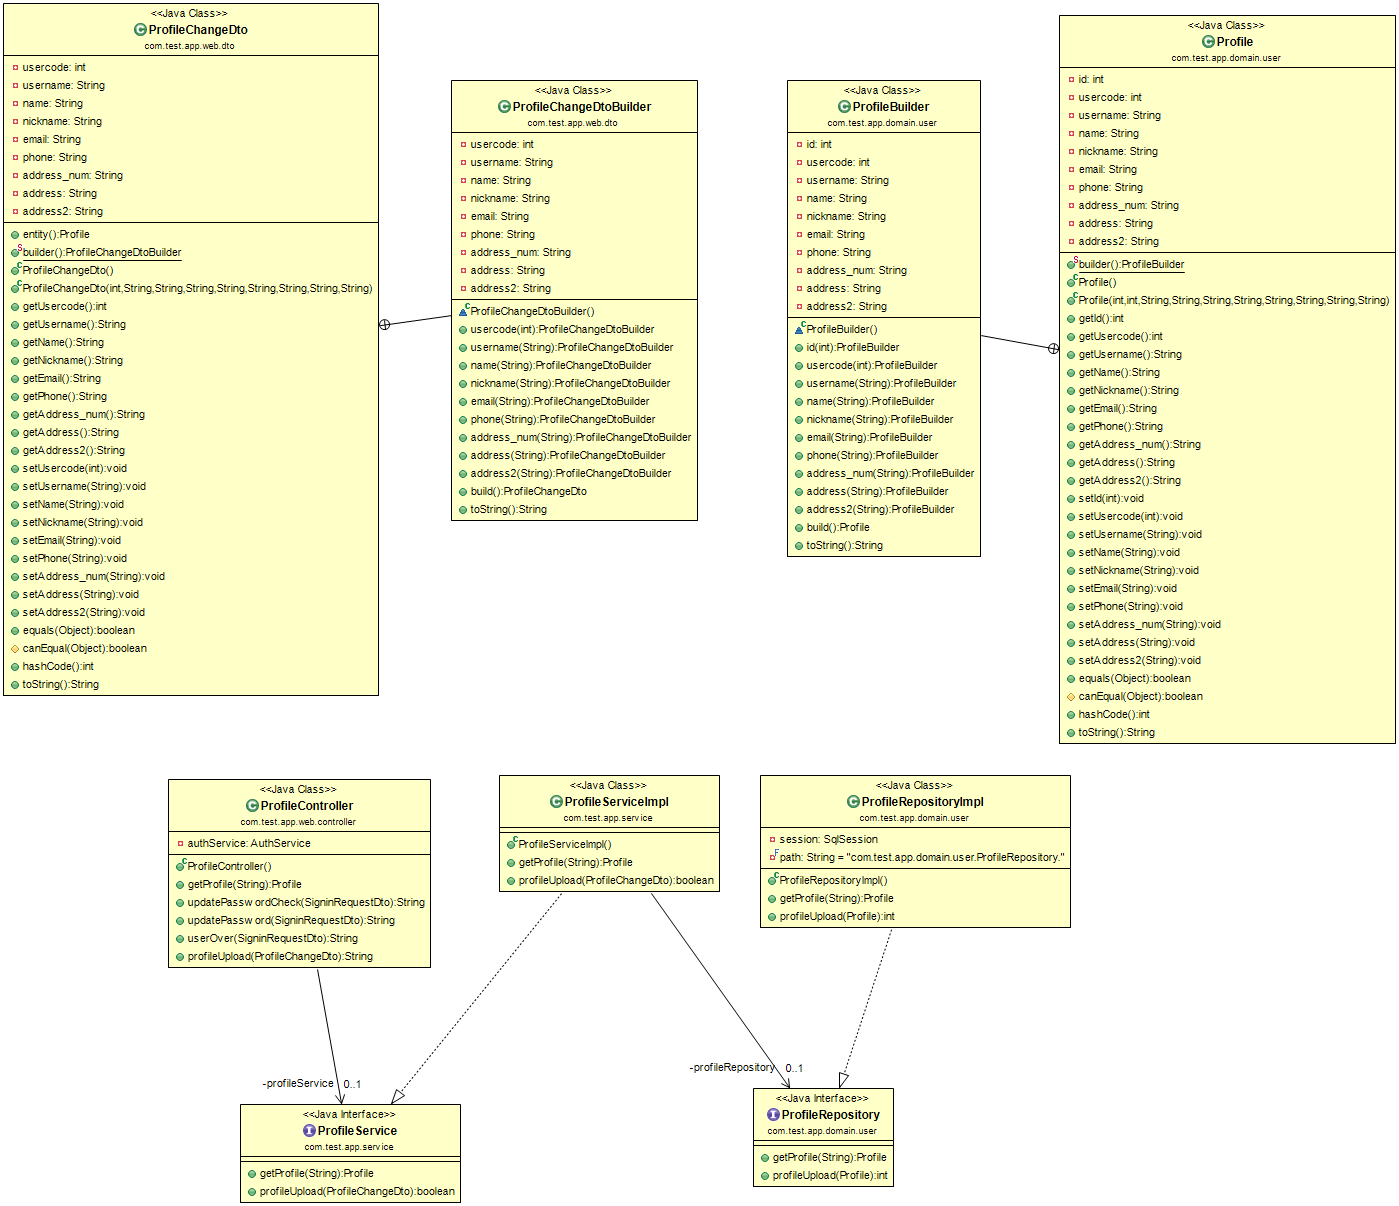 <<Java Class>>
ProfileChangeDto
com.test.app.web.dto
usercode: int
username: String
name: String
nickname: String
email: String
phone: String
address_num: String
address: String
address2: String
entity():Profile
builder():ProfileChangeDtoBuilder
ProfileChangeDto()
ProfileChangeDto(int,String,String,String,String,String,String,String,String)
getUsercode():int
getUsername():String
getName():String
getNickname():String
getEmail():String
getPhone():String
getAddress_num():String
getAddress():String
getAddress2():String
setUsercode(int):void
setUsername(String):void
setName(String):void
setNickname(String):void
setEmail(String):void
setPhone(String):void
setAddress_num(String):void
setAddress(String):void
setAddress2(String):void
equals(Object):boolean
canEqual(Object):boolean
hashCode():int
toString():String
<<Java Class>>
ProfileChangeDtoBuilder
com.test.app.web.dto
usercode: int
username: String
name: String
nickname: String
email: String
phone: String
address_num: String
address: String
address2: String
ProfileChangeDtoBuilder()
usercode(int):ProfileChangeDtoBuilder
username(String):ProfileChangeDtoBuilder
name(String):ProfileChangeDtoBuilder
nickname(String):ProfileChangeDtoBuilder
email(String):ProfileChangeDtoBuilder
phone(String):ProfileChangeDtoBuilder
address_num(String):ProfileChangeDtoBuilder
address(String):ProfileChangeDtoBuilder
address2(String):ProfileChangeDtoBuilder
build():ProfileChangeDto
toString():String
<<Java Class>>
ProfileBuilder
com.test.app.domain.user
id: int
usercode: int
username: String
name: String
nickname: String
email: String
phone: String
address_num: String
address: String
address2: String
ProfileBuilder()
id(int):ProfileBuilder
usercode(int):ProfileBuilder
username(String):ProfileBuilder
name(String):ProfileBuilder
nickname(String):ProfileBuilder
email(String):ProfileBuilder
phone(String):ProfileBuilder
address_num(String):ProfileBuilder
address(String):ProfileBuilder
address2(String):ProfileBuilder
build():Profile
toString():String
<<Java Class>>
Profile
com.test.app.domain.user
id: int
usercode: int
username: String
name: String
nickname: String
email: String
phone: String
address_num: String
address: String
address2: String
builder():ProfileBuilder
Profile()
Profile(int,int,String,String,String,String,String,String,String,String)
getId():int
getUsercode():int
getUsername():String
getName():String
getNickname():String
getEmail():String
getPhone():String
getAddress_num():String
getAddress():String
getAddress2():String
setId(int):void
setUsercode(int):void
setUsername(String):void
setName(String):void
setNickname(String):void
setEmail(String):void
setPhone(String):void
setAddress_num(String):void
setAddress(String):void
setAddress2(String):void
equals(Object):boolean
canEqual(Object):boolean
hashCode():int
toString():String
<<Java Class>>
ProfileController
com.test.app.web.controller
authService: AuthService
ProfileController()
getProfile(String):Profile
updatePassw ordCheck(SigninRequestDto):String
updatePassw ord(SigninRequestDto):String
userOver(SigninRequestDto):String
profileUpload(ProfileChangeDto):String
<<Java Class>>
ProfileServiceImpl
com.test.app.service
ProfileServiceImpl()
getProfile(String):Profile
profileUpload(ProfileChangeDto):boolean
<<Java Class>>
ProfileRepositoryImpl
com.test.app.domain.user
session: SqlSession
path: String = "com.test.app.domain.user.ProfileRepository."
ProfileRepositoryImpl()
getProfile(String):Profile
profileUpload(Profile):int
-profileService 0..1
-profileRepository 0..1
<<Java Interface>>
ProfileService
com.test.app.service
getProfile(String):Profile
profileUpload(ProfileChangeDto):boolean
<<Java Interface>>
ProfileRepository
com.test.app.domain.user
getProfile(String):Profile
profileUpload(Profile):int